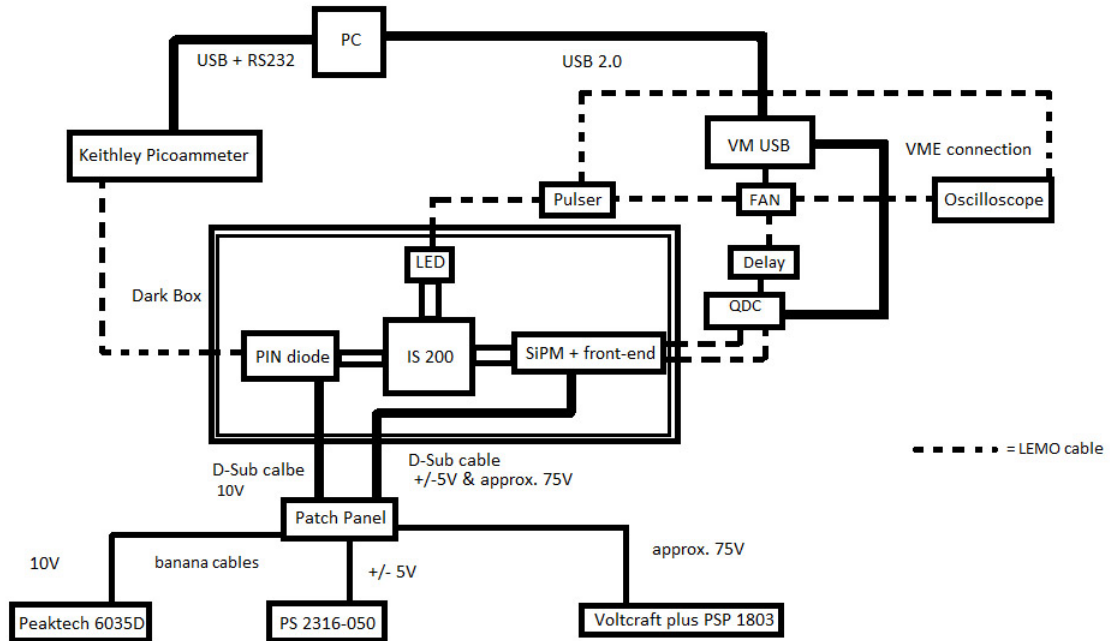 PC
USB + RS232
USB 2.0
Keithley Picoammeter
VM USB
VME connection
Pulser
FAN
Oscilloscope
LED
Delay
Dark Box
QDC
PIN diode
IS 200
SiPM + front-end
D-Sub calbe
10V
D-Sub cable
+/-5V & approx. 75V
= LEMO cable
Patch Panel
10V
banana cables
+/- 5V
approx. 75V
Peaktech 6035D
PS 2316-050
Voltcraft plus PSP 1803